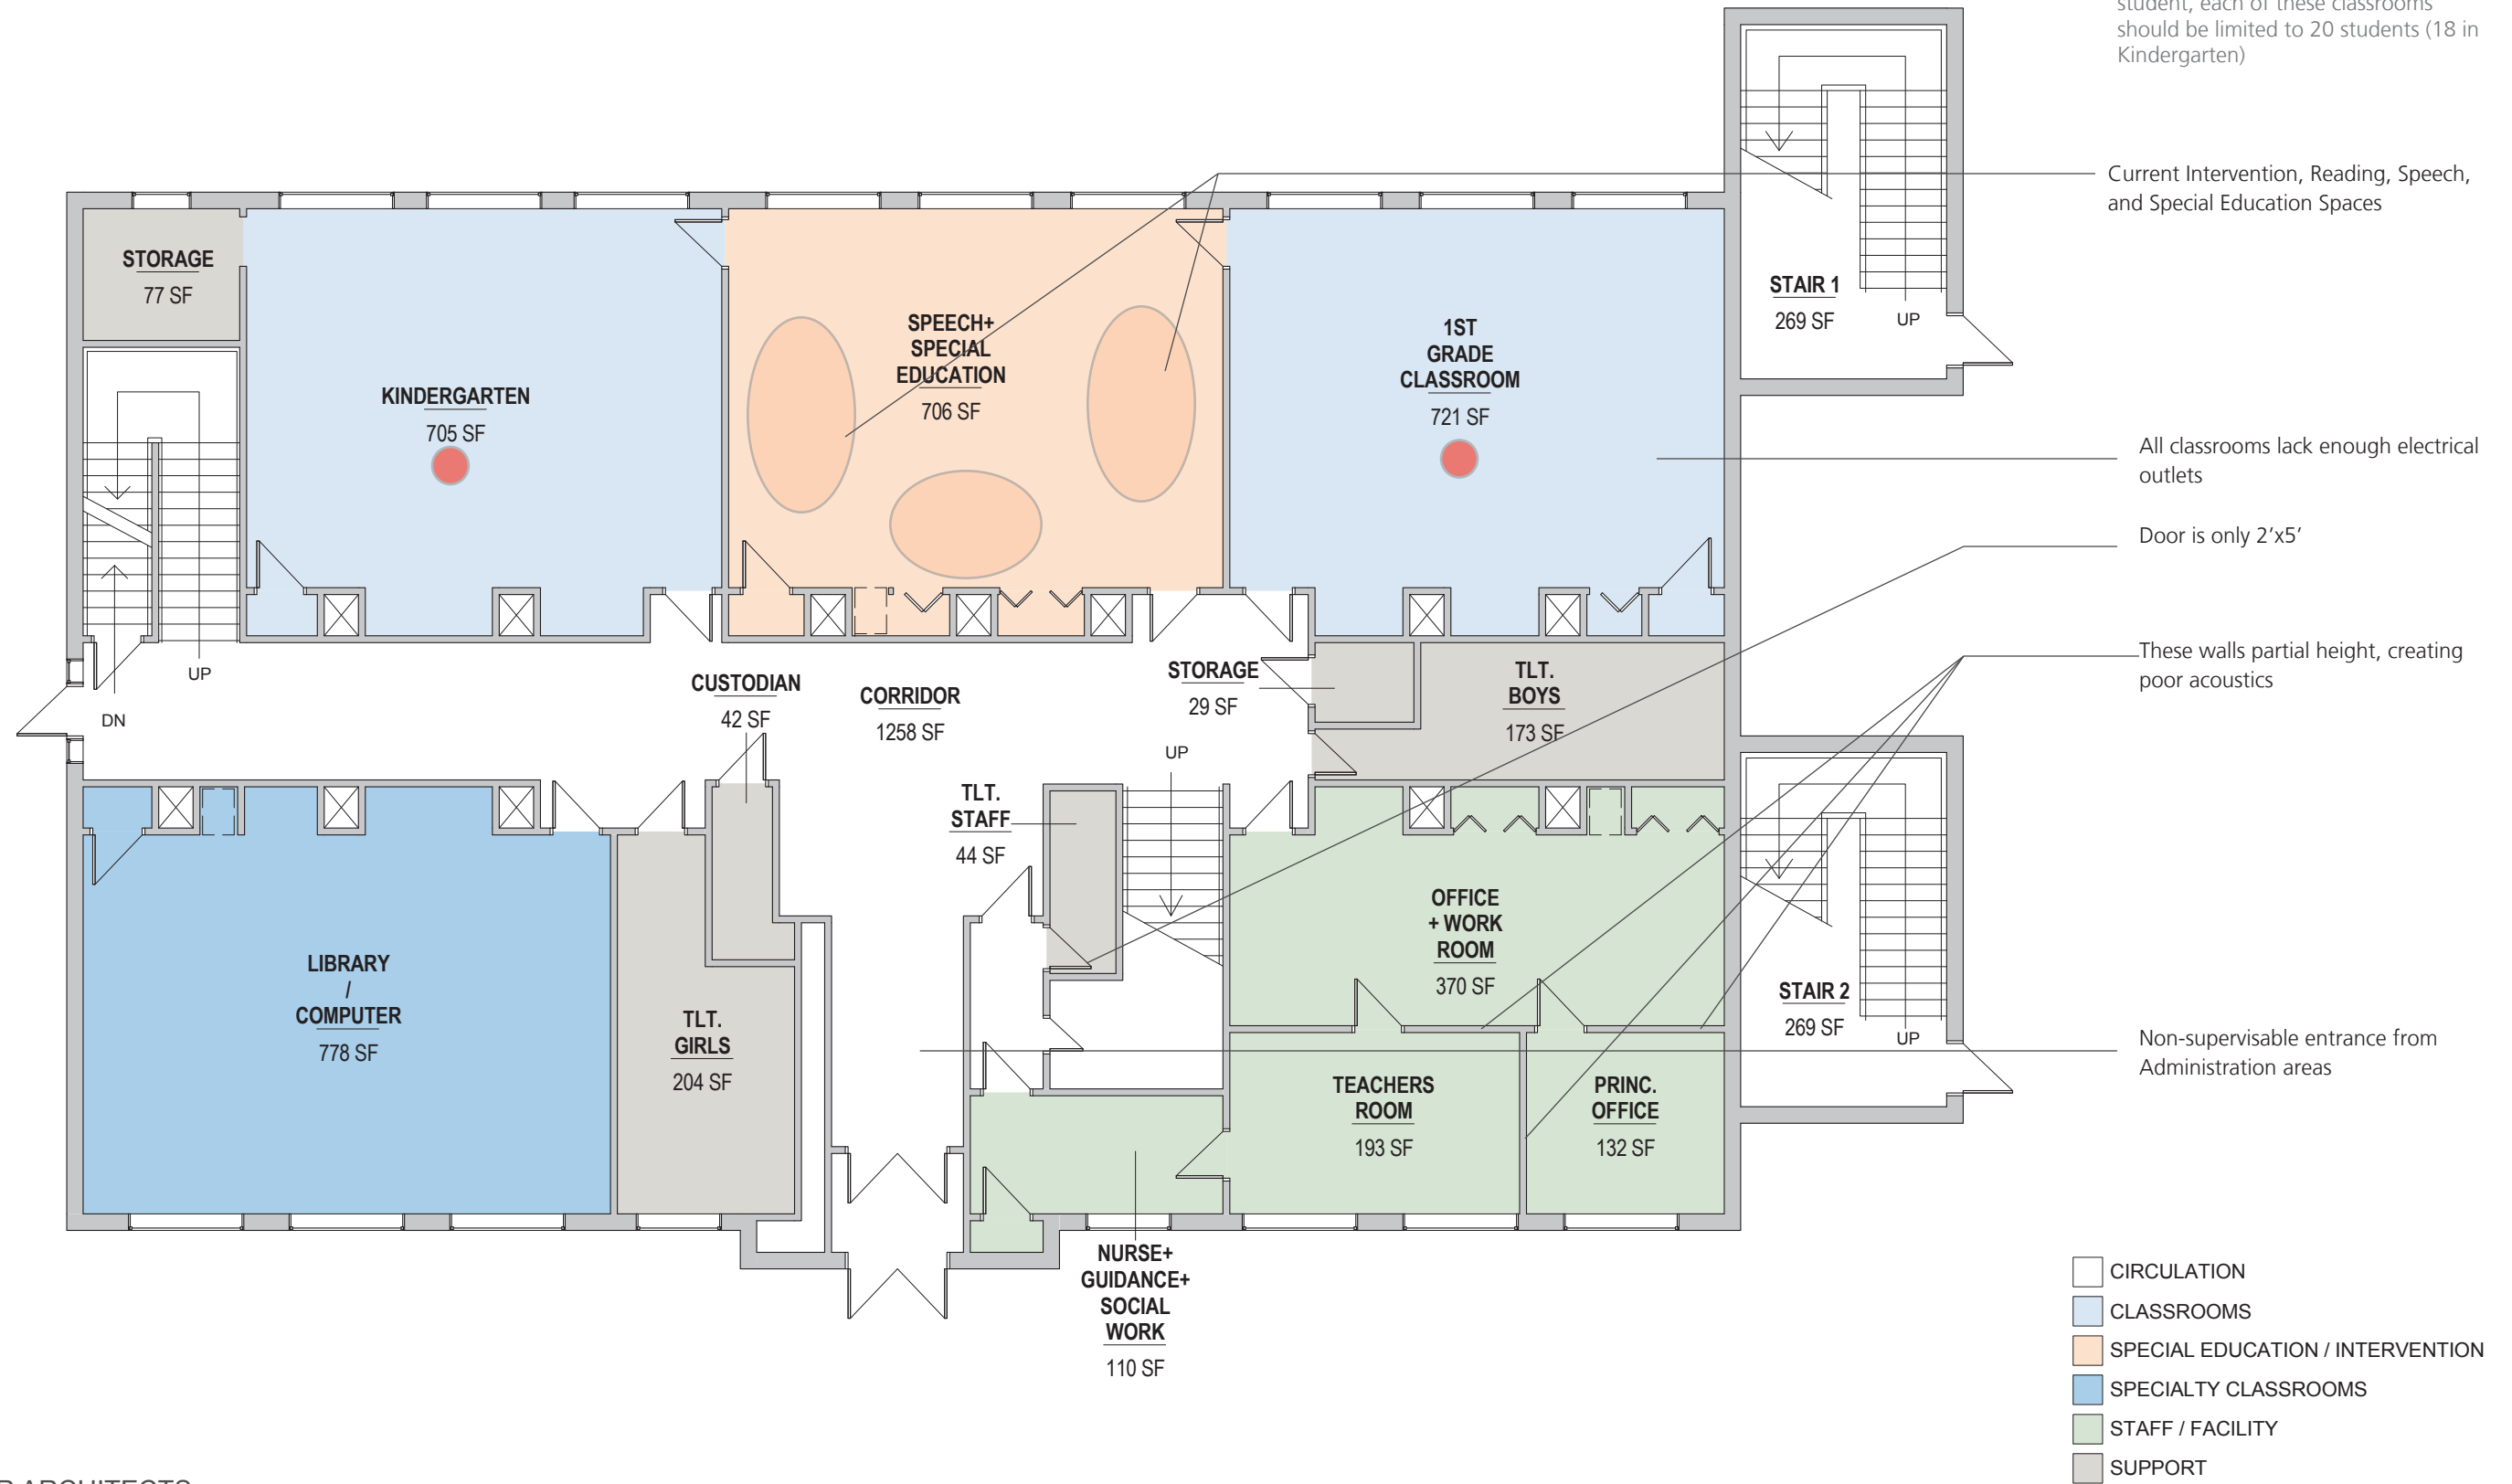 student, each of these classrooms
should be limited to 20 students (18 in
Kindergarten)
Current Intervention, Reading, Speech,
and Special Education Spaces
STORAGE
77 SF
KINDERGARTEN
705 SF
SPEECH+
SPECIAL
EDUCATION
706 SF
1ST
GRADE
CLASSROOM
721 SF
STAIR 1
269 SF
UP
All classrooms lack enough electrical
outlets
Door is only 2'x5'
These walls partial height, creating
poor acoustics
UP
DN
CUSTODIAN
42 SF
CORRIDOR
1258 SF
STORAGE
29 SF
UP
TLT.
BOYS
173 SF
TLT.
STAFF
44 SF
LIBRARY
/
COMPUTER
778 SF
TLT.
GIRLS
204 SF
OFFICE
+ WORK
ROOM
370 SF
STAIR 2
269 SF
UP
Non-supervisable entrance from
Administration areas
TEACHERS
ROOM
193 SF
PRINC.
OFFICE
132 SF
NURSE+
GUIDANCE+
SOCIAL
WORK
110 SF
CIRCULATION
CLASSROOMS
SPECIAL EDUCATION / INTERVENTION
SPECIALTY CLASSROOMS
STAFF / FACILITY
SUPPORT
ARCHITECTS